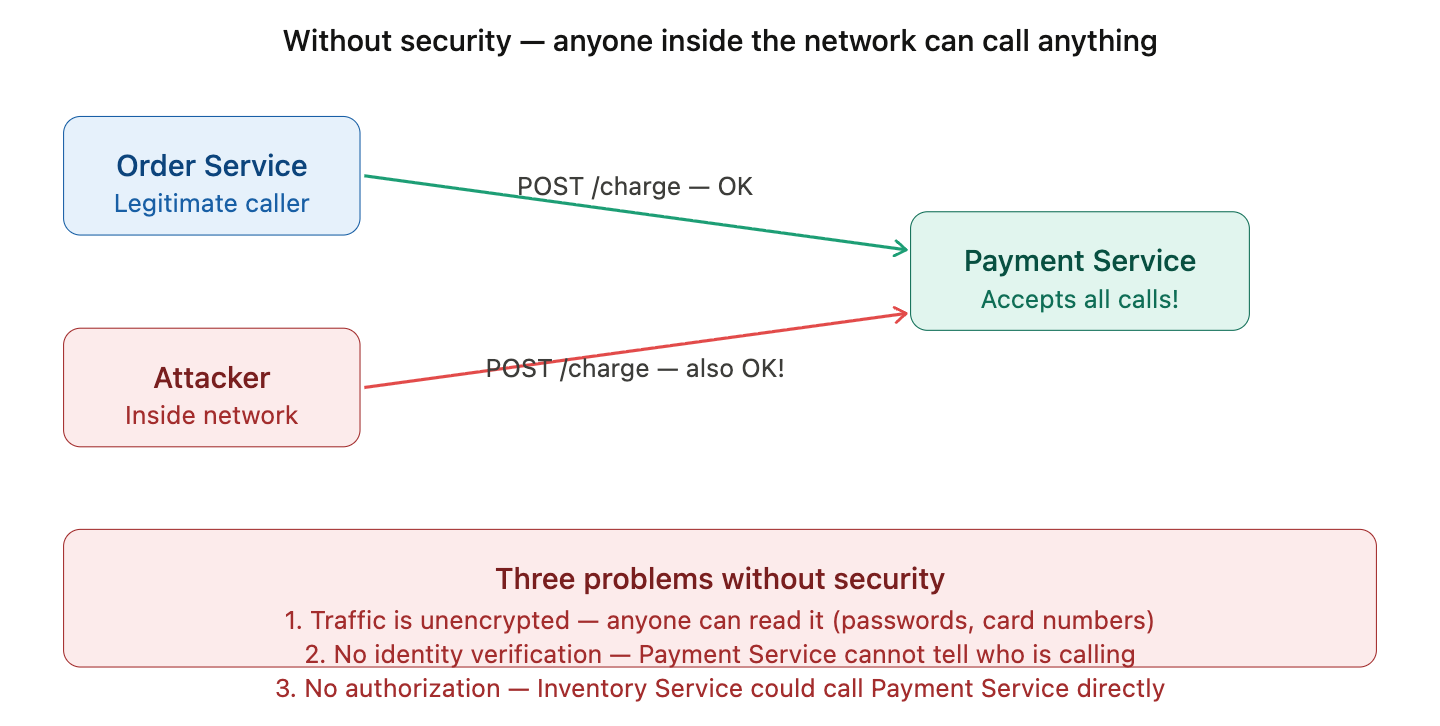 Without security — anyone inside the network can call anything
Order Service
Legitimate caller
POST /charge — OK
Payment Service
Accepts all calls!
Attacker
Inside network
POST /charge — also OK!
Three problems without security
1. Traffic is unencrypted — anyone can read it (passwords, card numbers)
2. No identity verification — Payment Service cannot tell who is calling
3. No authorization — Inventory Service could call Payment Service directly